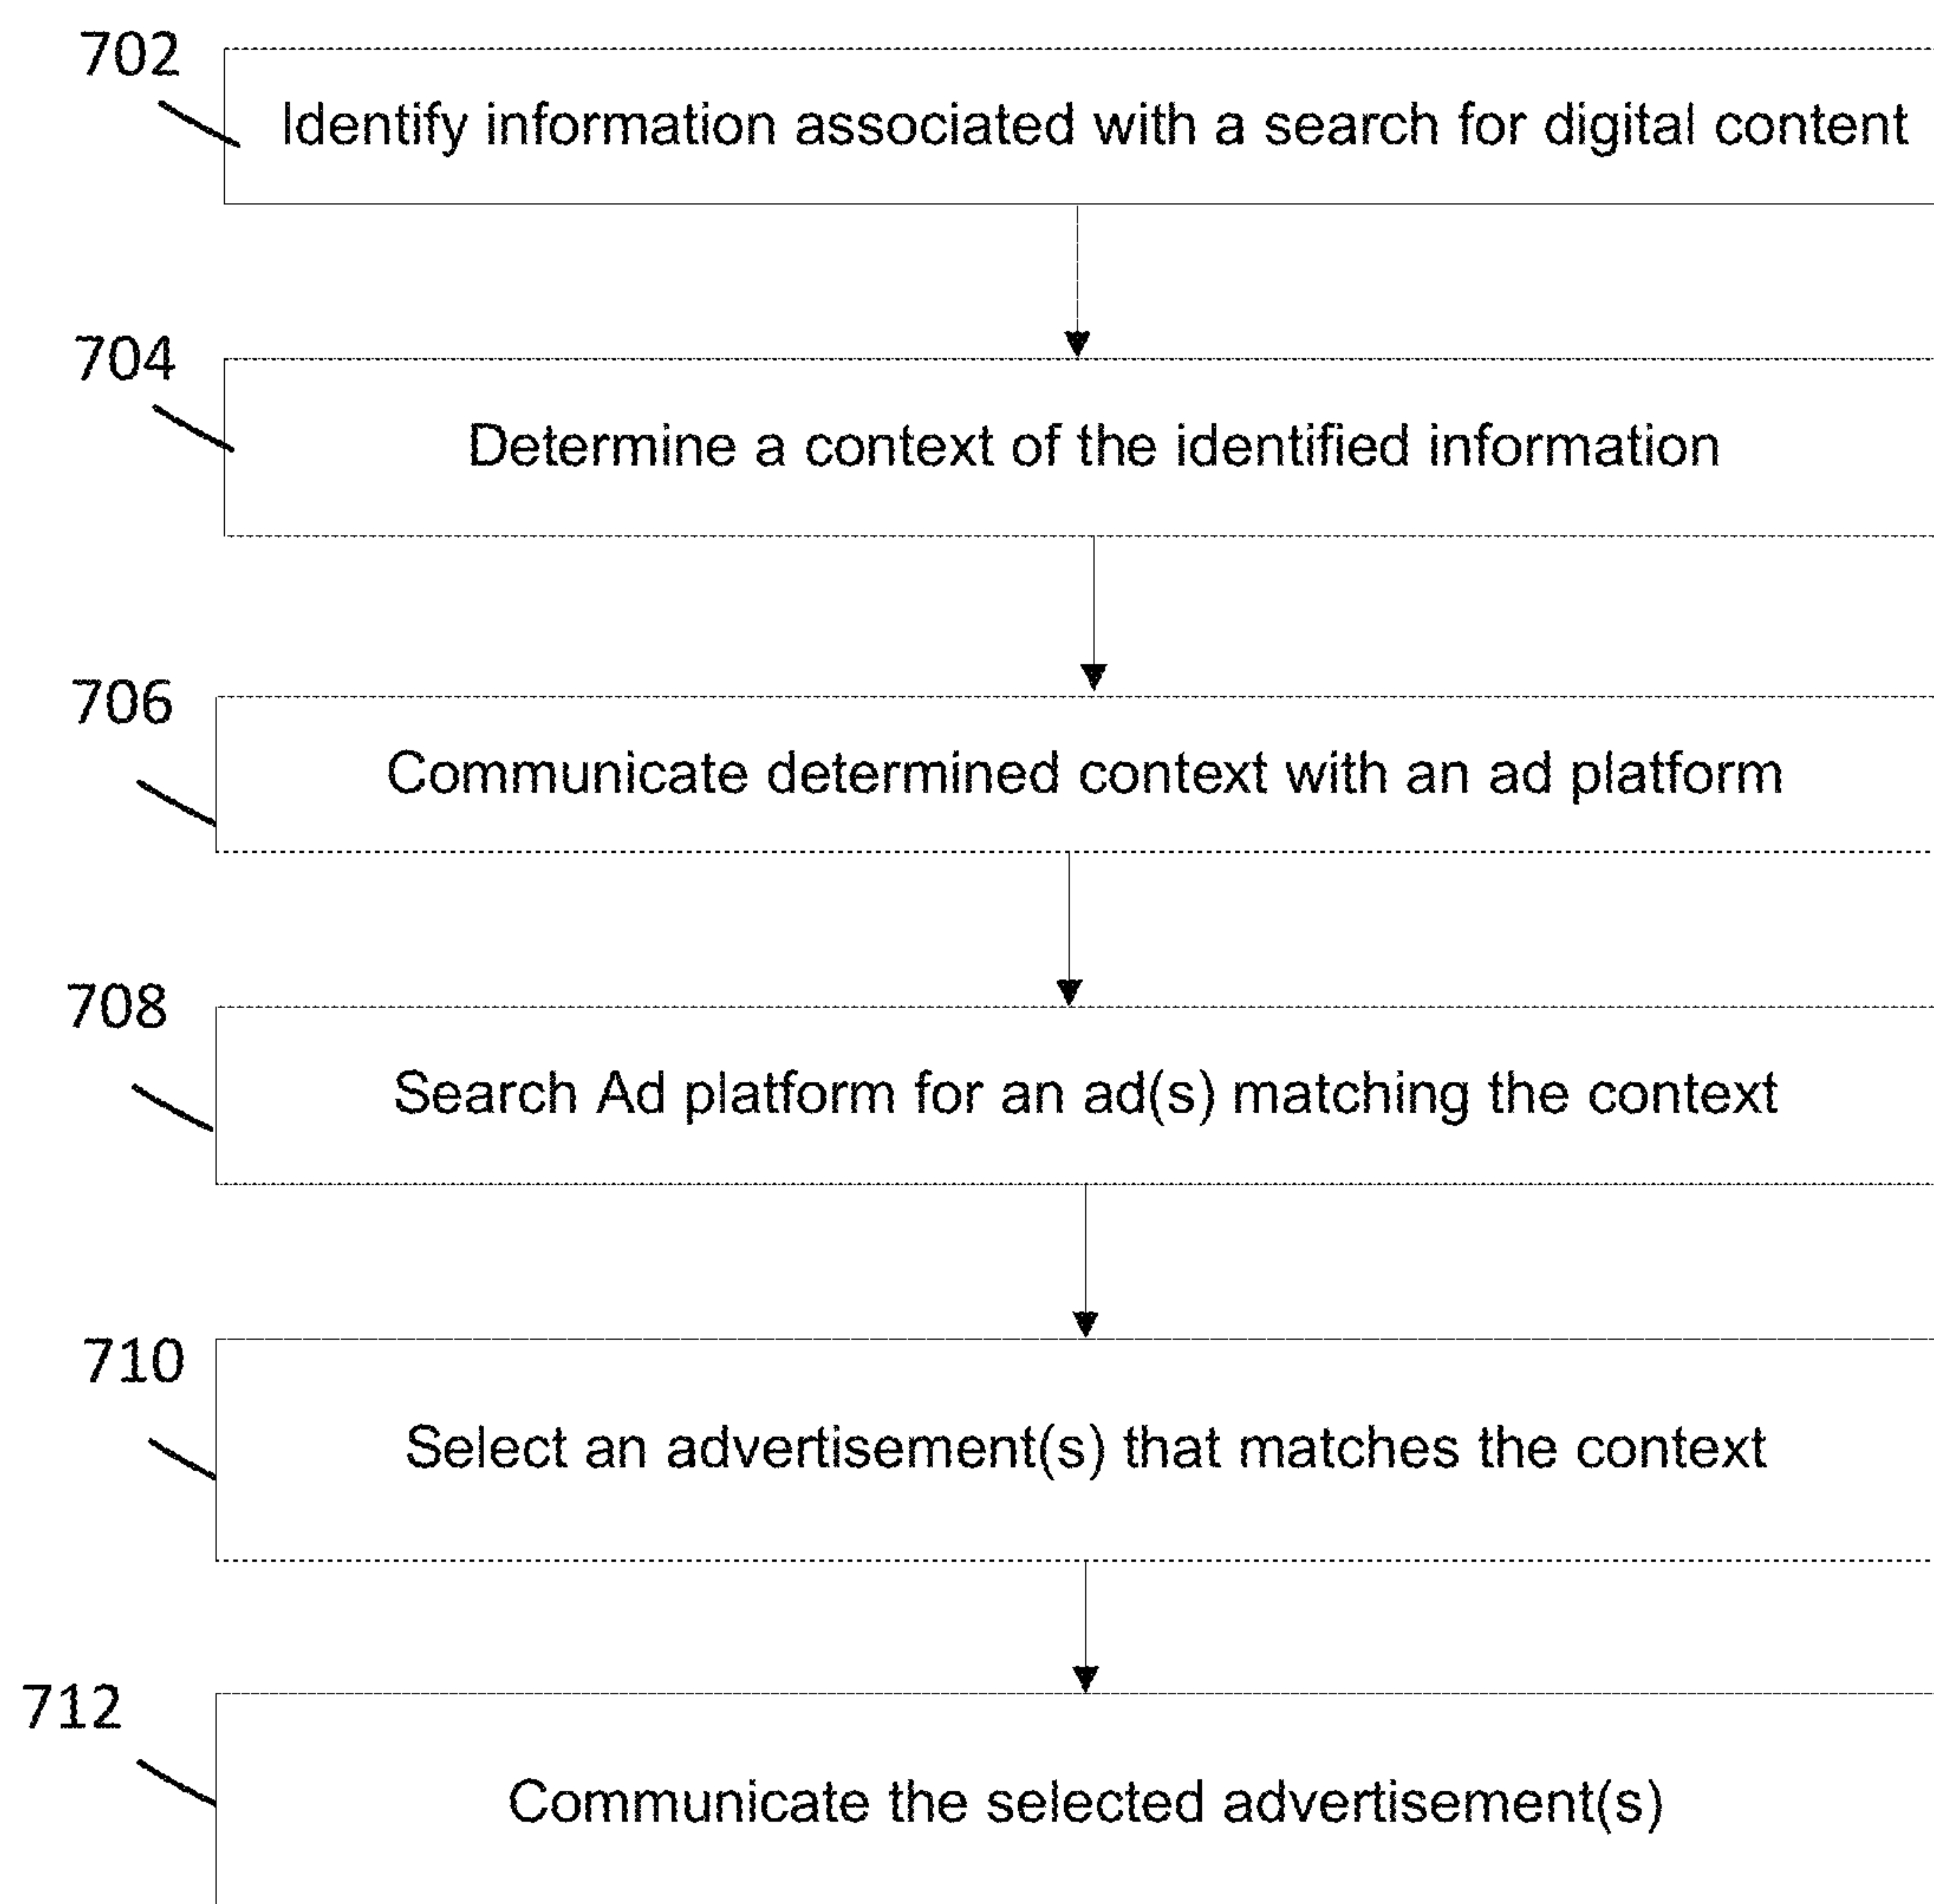 702
Identify information associated with a search for digital content
704
Determine a context of the identified information
706
Communicate determined context with an ad platform
708
Search Ad platform for an ad(s) matching the context
710
Select an advertisement(s) that matches the context
712
Communicate the selected advertisement(s)